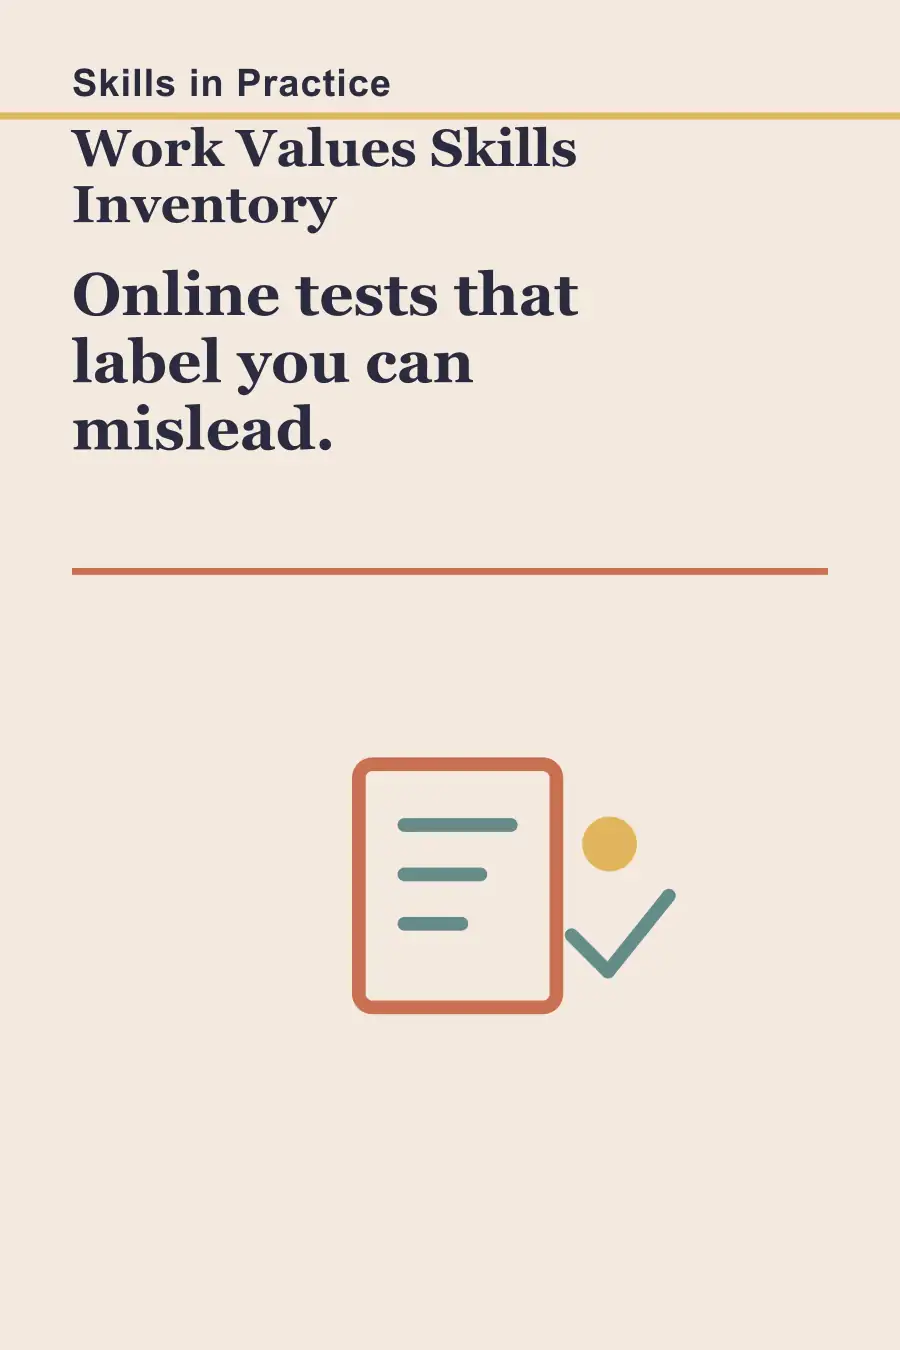 Skills in Practice
Work Values Skills
Inventory
Online tests that
label you can
mislead.